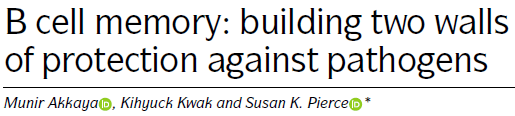 B cell memory: building two walls
of protection against pathogens
Munir Akkaya, Kihyuck Kwak and Susan K. Pierce*